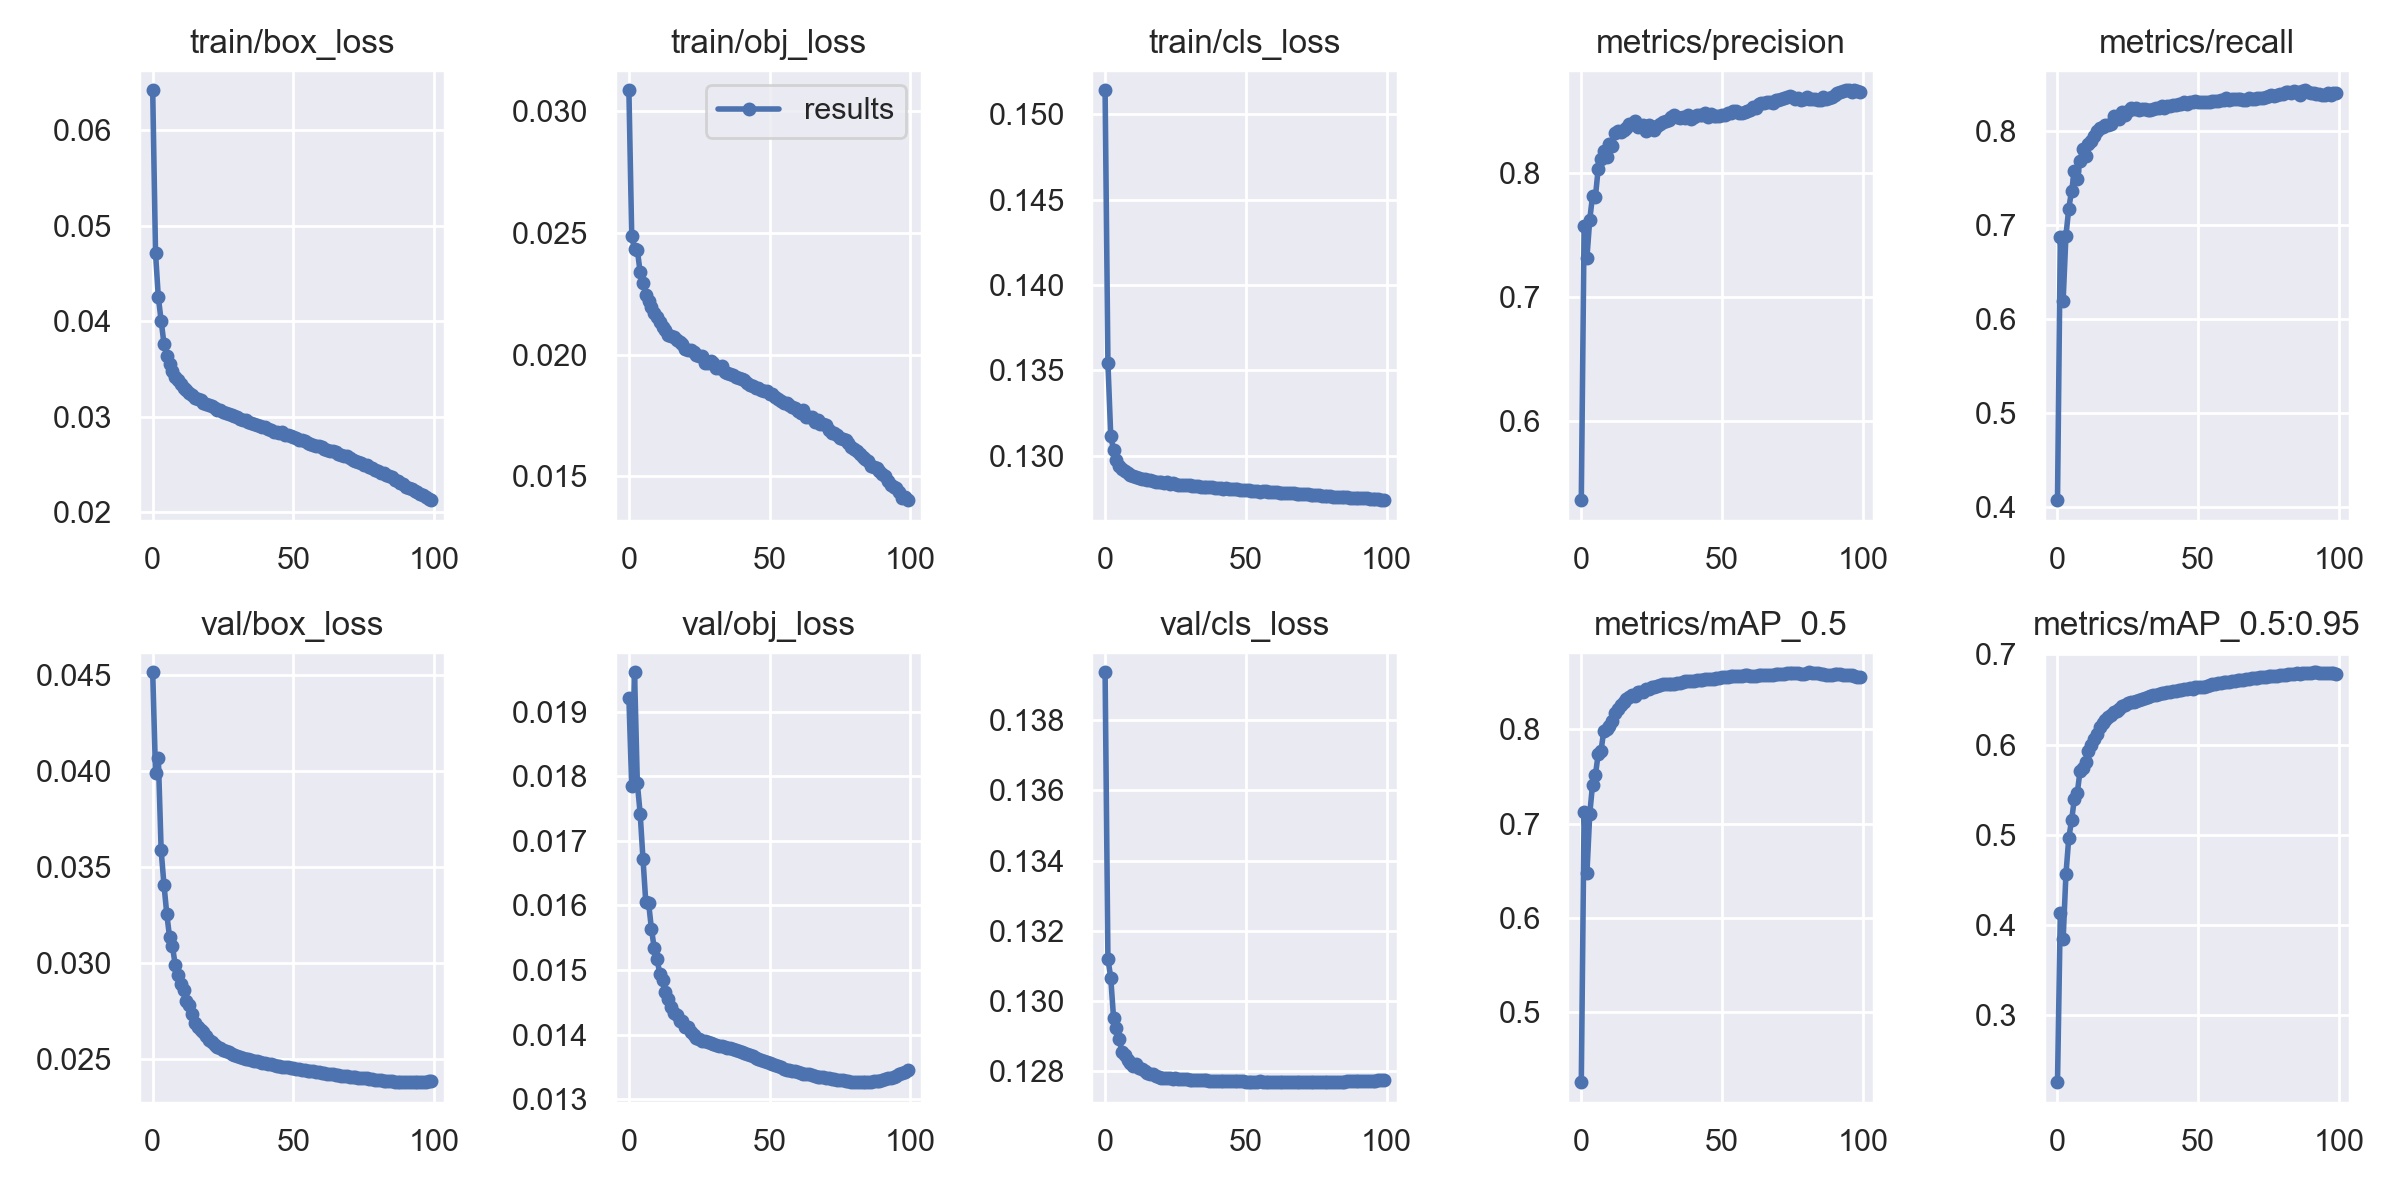 train/box_loss
0.06
0.05
0.04
0.03
0.02
0 50 100
train/obj_loss
results
0.030
0.025
0.020
0.015
0 50 100
train/cls_loss
0.150
0.145
0.140
0.135
0.130
0 50 100
metrics/precision
0.8
0.7
0.6
0 50 100
metrics/recall
0.8
0.7
0.6
0.5
0.4
0 50 100
val/box_loss
0.045
0.040
0.035
0.030
0.025
0 50 100
val/obj_loss
0.019
0.018
0.017
0.016
0.015
0.014
0.013
0 50 100
val/cls_loss
0.138
0.136
0.134
0.132
0.130
0.128
0 50 100
metrics/mAP_0.5
0.8
0.7
0.6
0.5
0 50 100
metrics/mAP_0.5:0.95
0.7
0.6
0.5
0.4
0.3
0 50 100